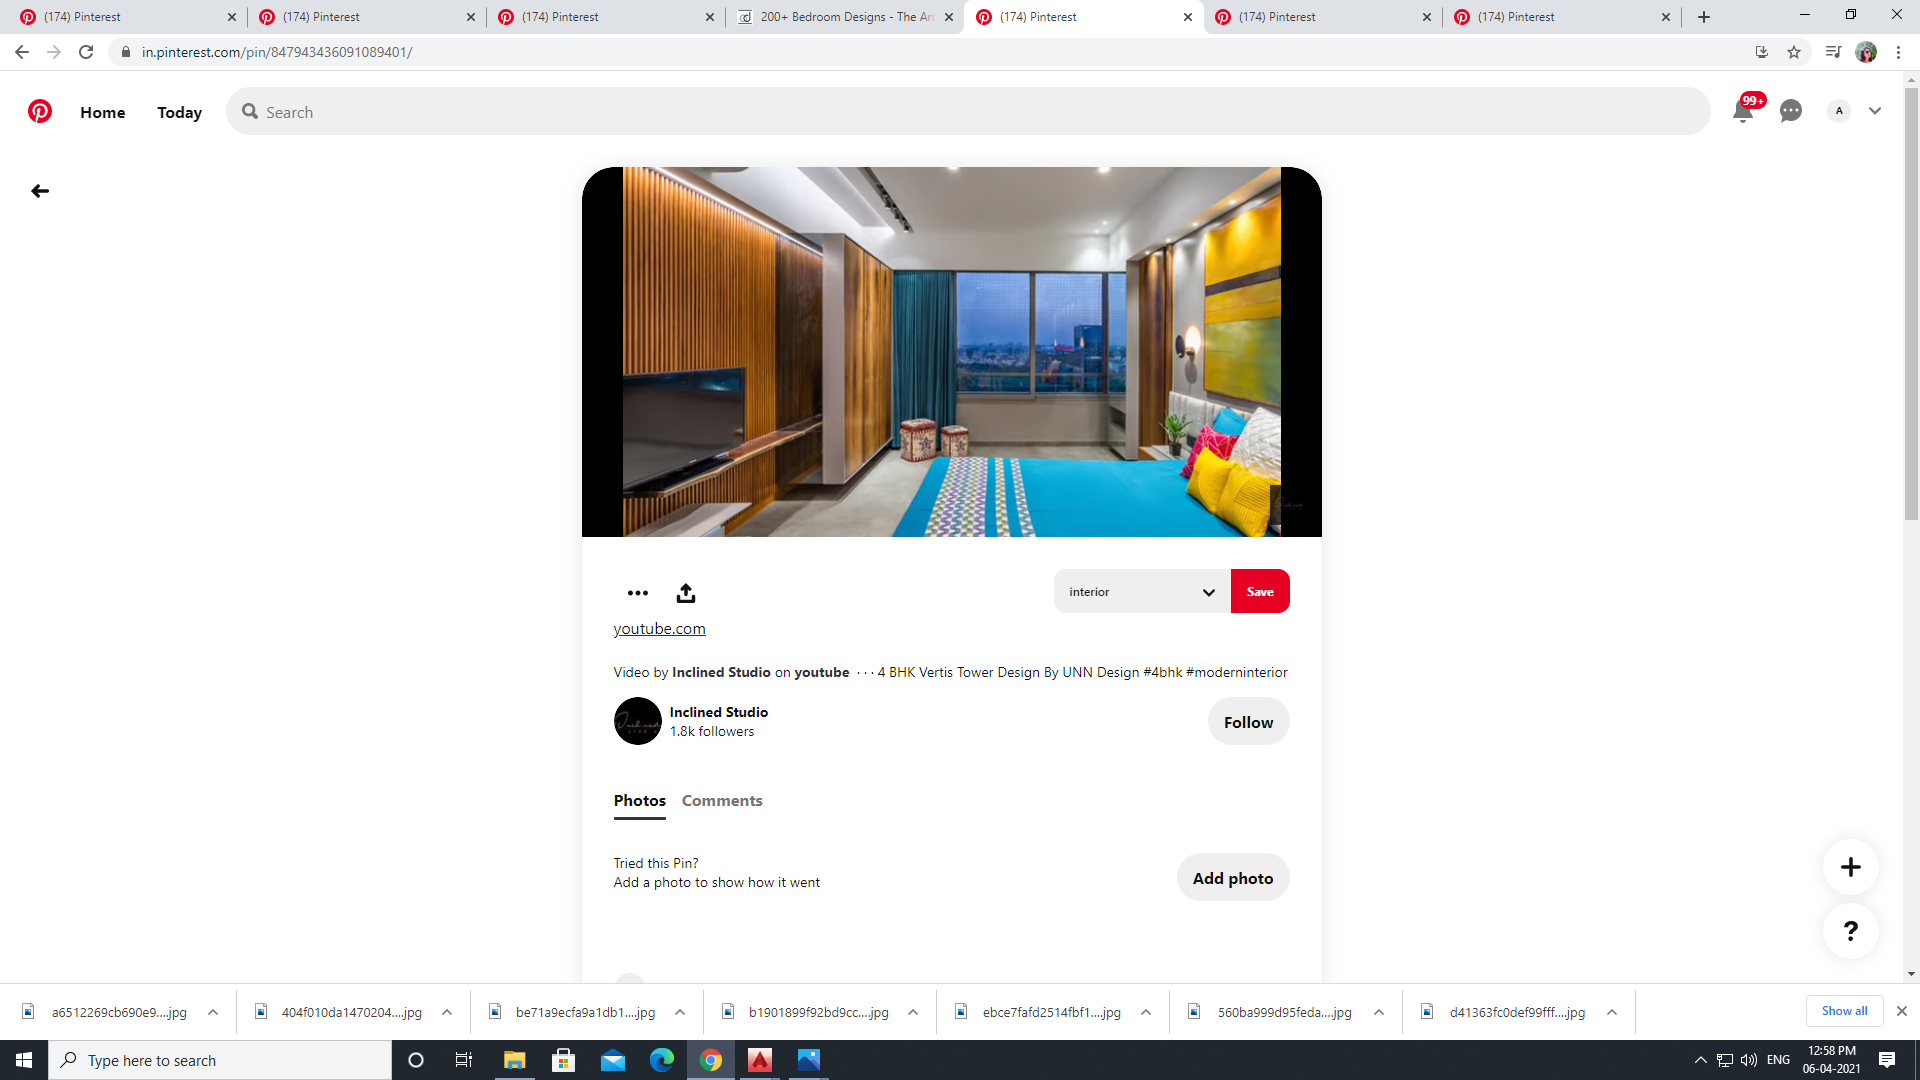 (174) Pinterest
(174) Pinterest
(174) Pinterest
200+ Bedroom Designs - The Arc
(174) Pinterest
(174) Pinterest
(174) Pinterest
in.pinterest.com/pin/847943436091089401/
Home
Today
Search
99+
A
interior
Save
youtube.com
Video by Inclined Studio on youtube · · · 4 BHK Vertis Tower Design By UNN Design #4bhk #moderninterior
Inclined Studio
1.8k followers
Follow
Photos
Comments
Tried this Pin?
Add a photo to show how it went
Add photo
?
a6512269cb690e9....jpg
404f010da1470204....jpg
be71a9ecfa9a1db1....jpg
b1901899f92bd9cc....jpg
ebce7fafd2514fbf1....jpg
560ba999d95feda....jpg
d41363fc0def99fff....jpg
Show all
Type here to search
ENG
12:58 PM
06-04-2021